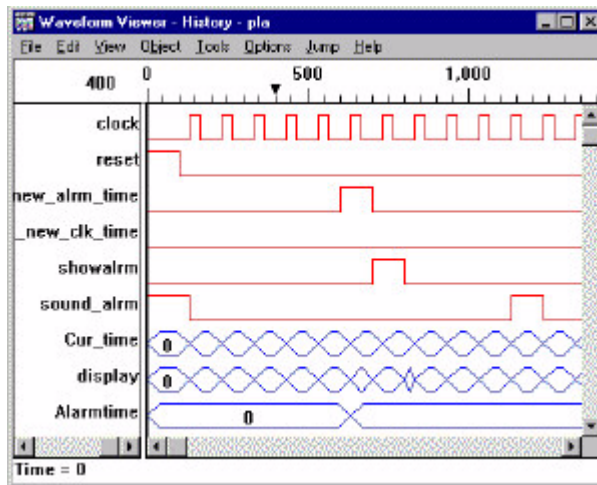 Waveform Viewer - History - pla
File Edit View Object Tools Options Jump Help
400 0 500 1,000
clock
reset
new_alrm_time
_new_clk_time
showalrm
sound_alrm
Cur_time 0
display 0
Alarmtime 0
Time = 0